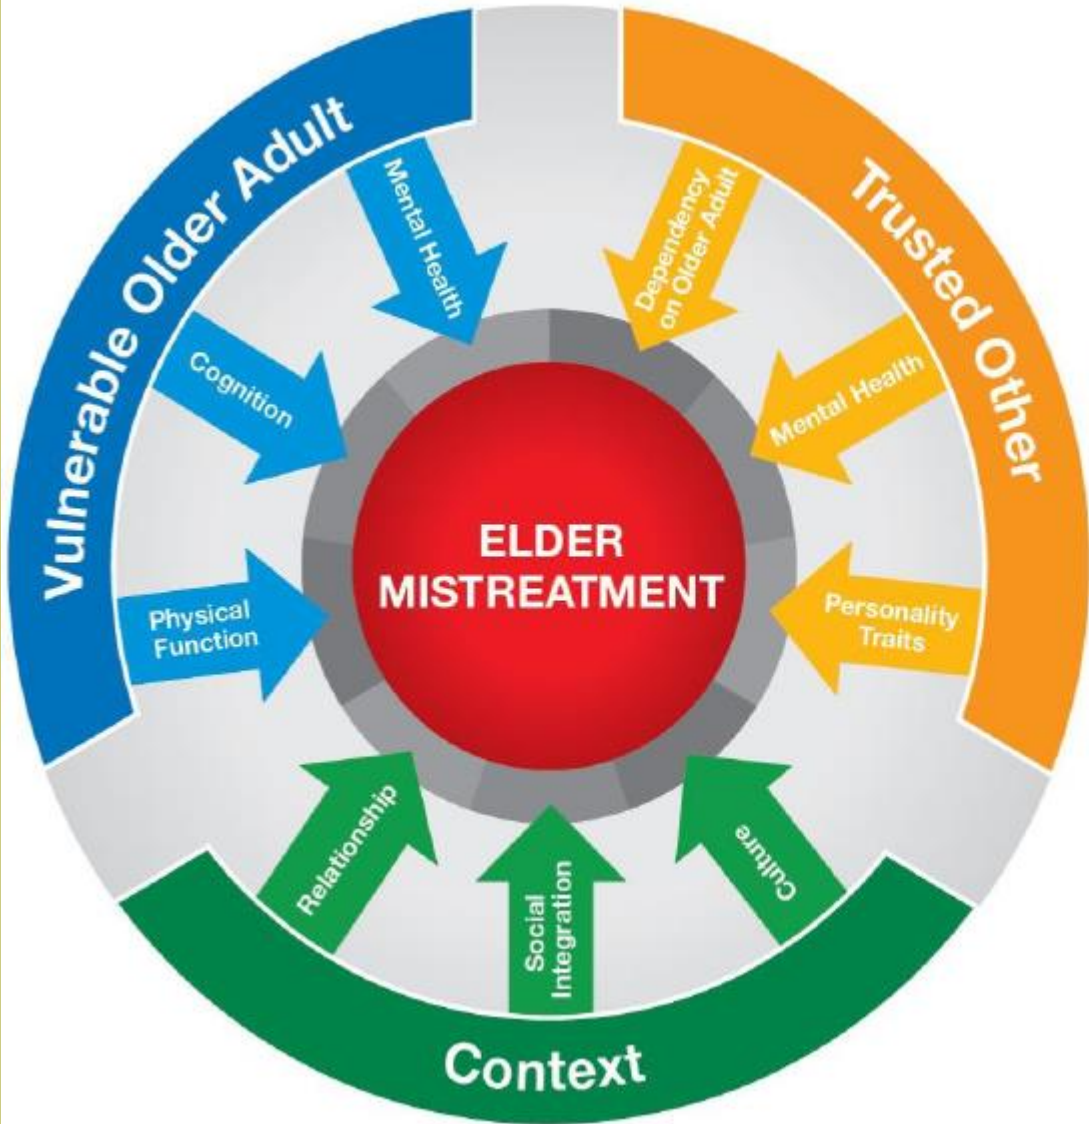 Vulnerable Older Adult
Mental Health
Cognition
Physical
Function
Trusted Other
Dependency
on Older Adult
Mental Health
Personality
Traits
ELDER
MISTREATMENT
Relationship
Social
Integration
Culture
Context